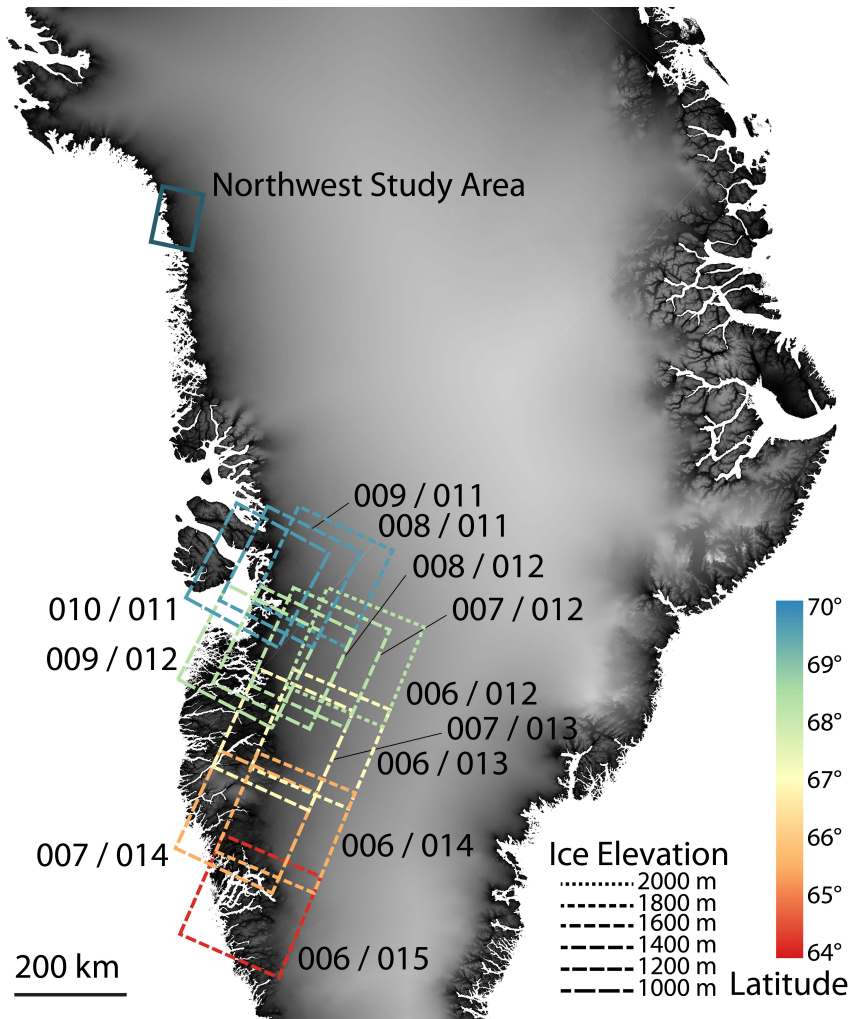 Northwest Study Area
009 / 011
008 / 011
008 / 012
007 / 012
010 / 011
009 / 012
006 / 012
007 / 013
006 / 013
007 / 014
006 / 014
006 / 015
200 km
Ice Elevation
2000 m
1800 m
1600 m
1400 m
1200 m
1000 m
70°
69°
68°
67°
66°
65°
64°
Latitude